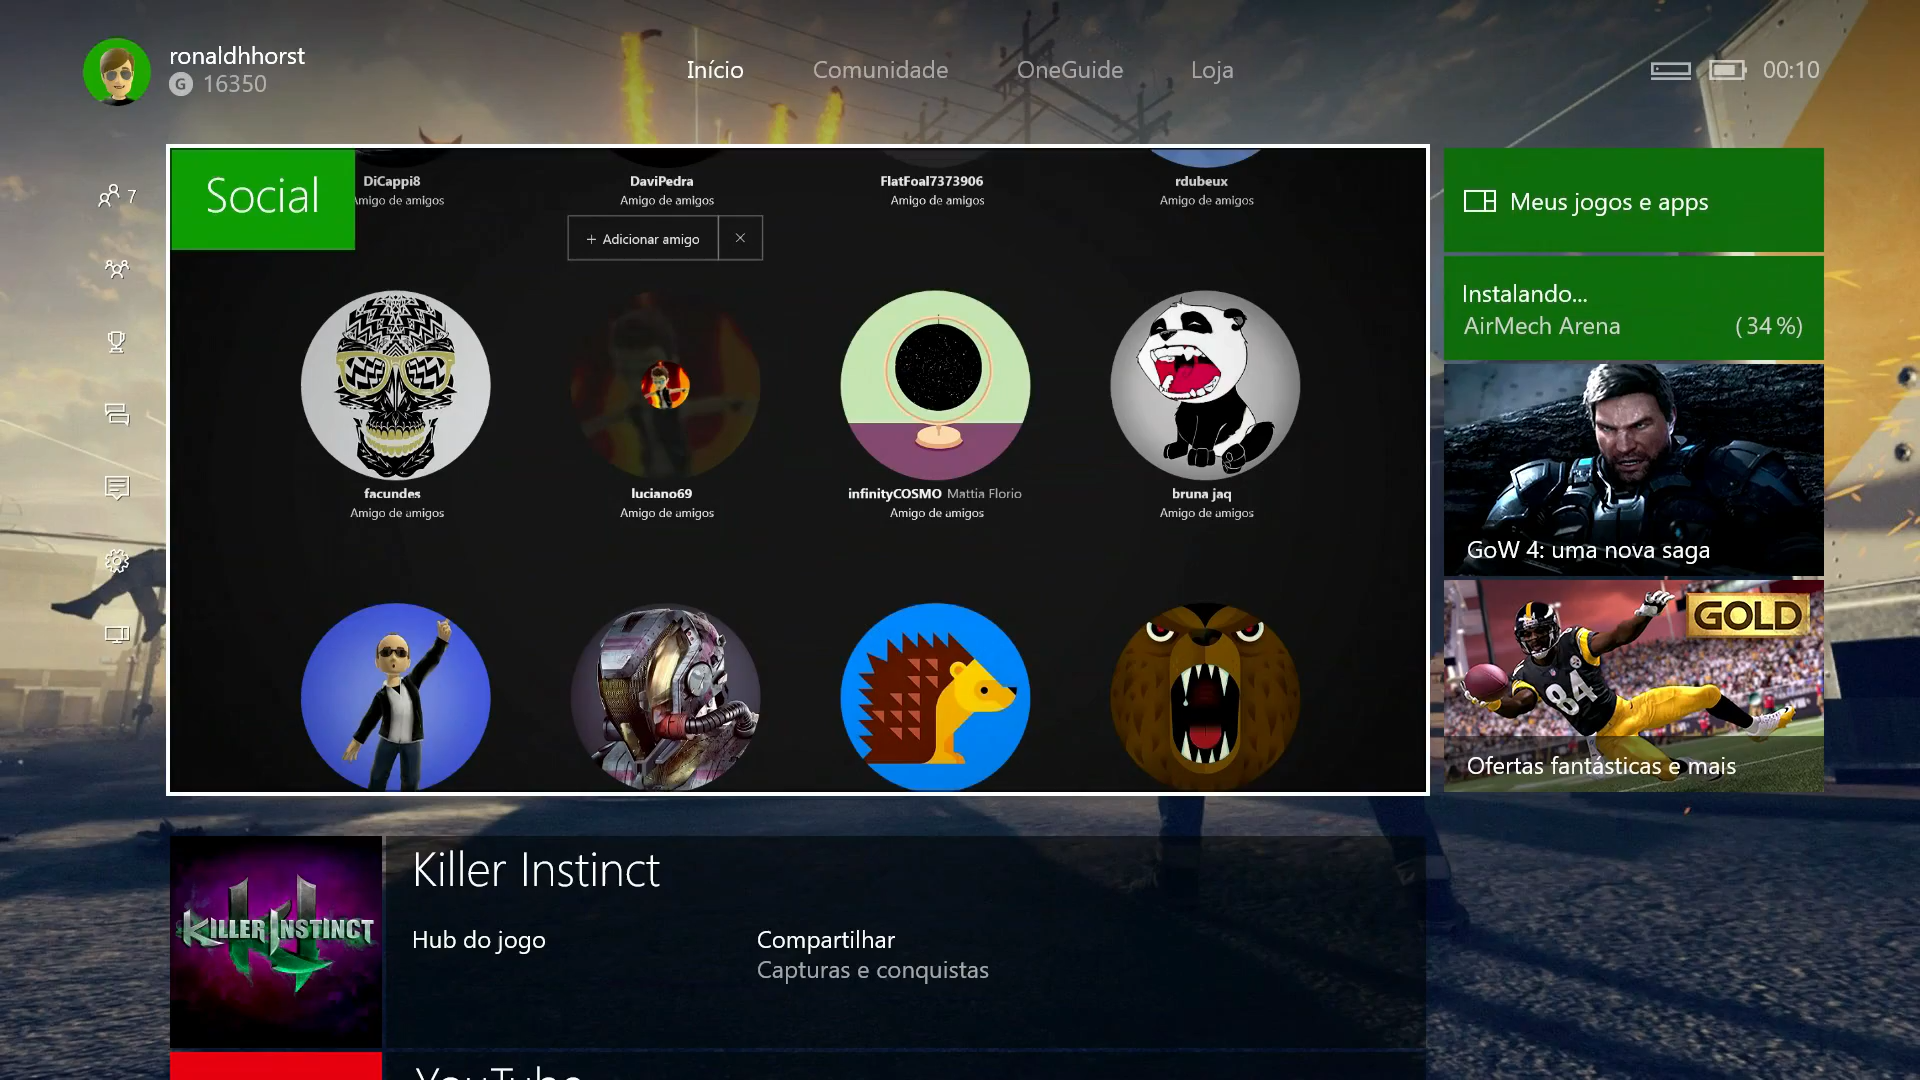 ronaldhhorst
G 16350
Início
Comunidade
OneGuide
Loja
00:10
7
Social
DiCappi8
Amigo de amigos
DaviPedra
Amigo de amigos
FlatFoal7373906
Amigo de amigos
rdubeux
Amigo de amigos
+ Adicionar amigo
facundes
Amigo de amigos
luciano69
Amigo de amigos
infinityCOSMO Mattia Florio
Amigo de amigos
bruna jaq
Amigo de amigos
Meus jogos e apps
Instalando...
AirMech Arena (34%)
GoW 4: uma nova saga
GOLD
84
Ofertas fantásticas e mais
KILLER INSTINCT
Killer Instinct
Hub do jogo
Compartilhar
Capturas e conquistas
YouTube